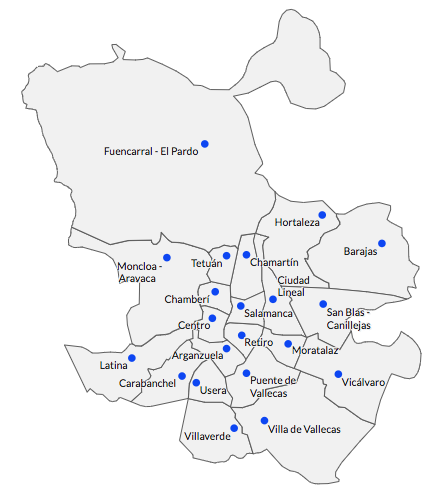 Fuencarral - El Pardo
Hortaleza
Barajas
Moncloa -
Aravaca
Tetuán
Chamartín
Ciudad
Lineal
Chamberí
Salamanca
San Blas -
Canillejas
Centro
Retiro
Moratalaz
Arganzuela
Latina
Carabanchel
Usera
Puente de
Vallecas
Vicálvaro
Villaverde
Villa de Vallecas